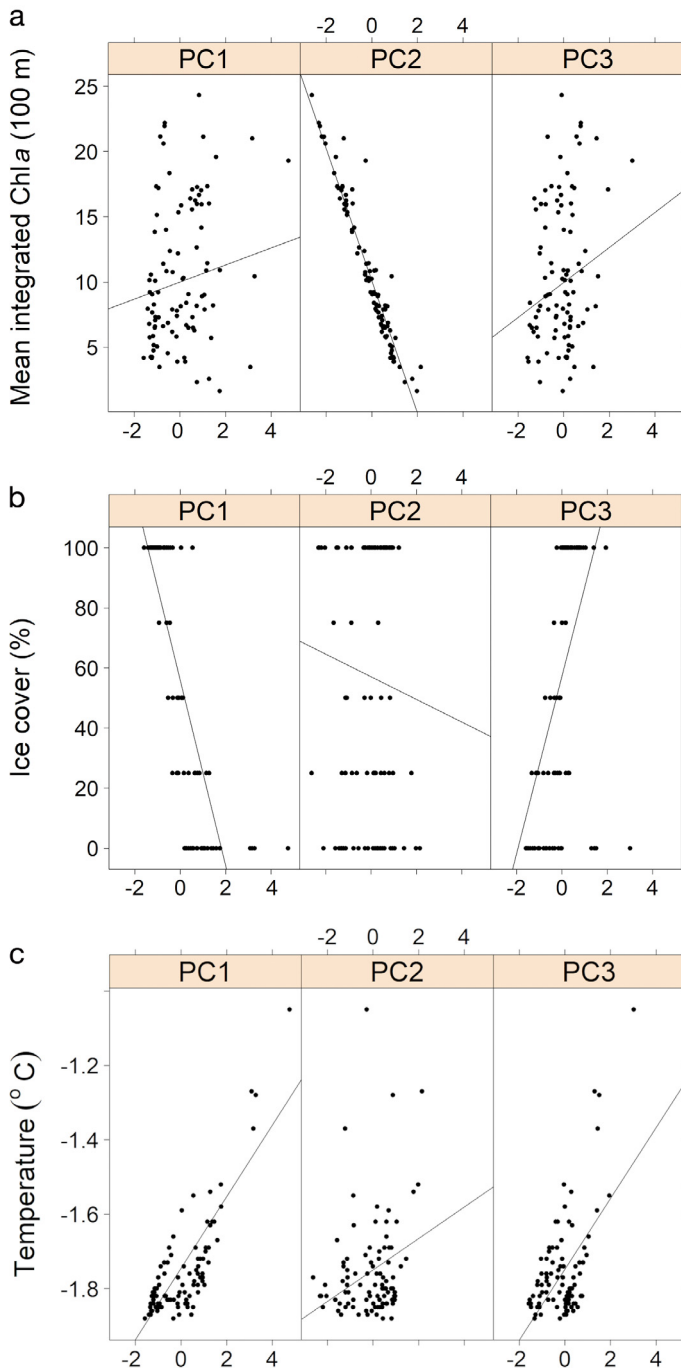 a
-2 0 2 4
PC1 PC2 PC3
Mean integrated Chla (100 m)
25
20
15
10
5
-2 0 2 4 -2 0 2 4
b
-2 0 2 4
PC1 PC2 PC3
Ice cover (%)
100
80
60
40
20
0
-2 0 2 4 -2 0 2 4
c
-2 0 2 4
PC1 PC2 PC3
Temperature (° C)
-1.2
-1.4
-1.6
-1.8
-2 0 2 4 -2 0 2 4